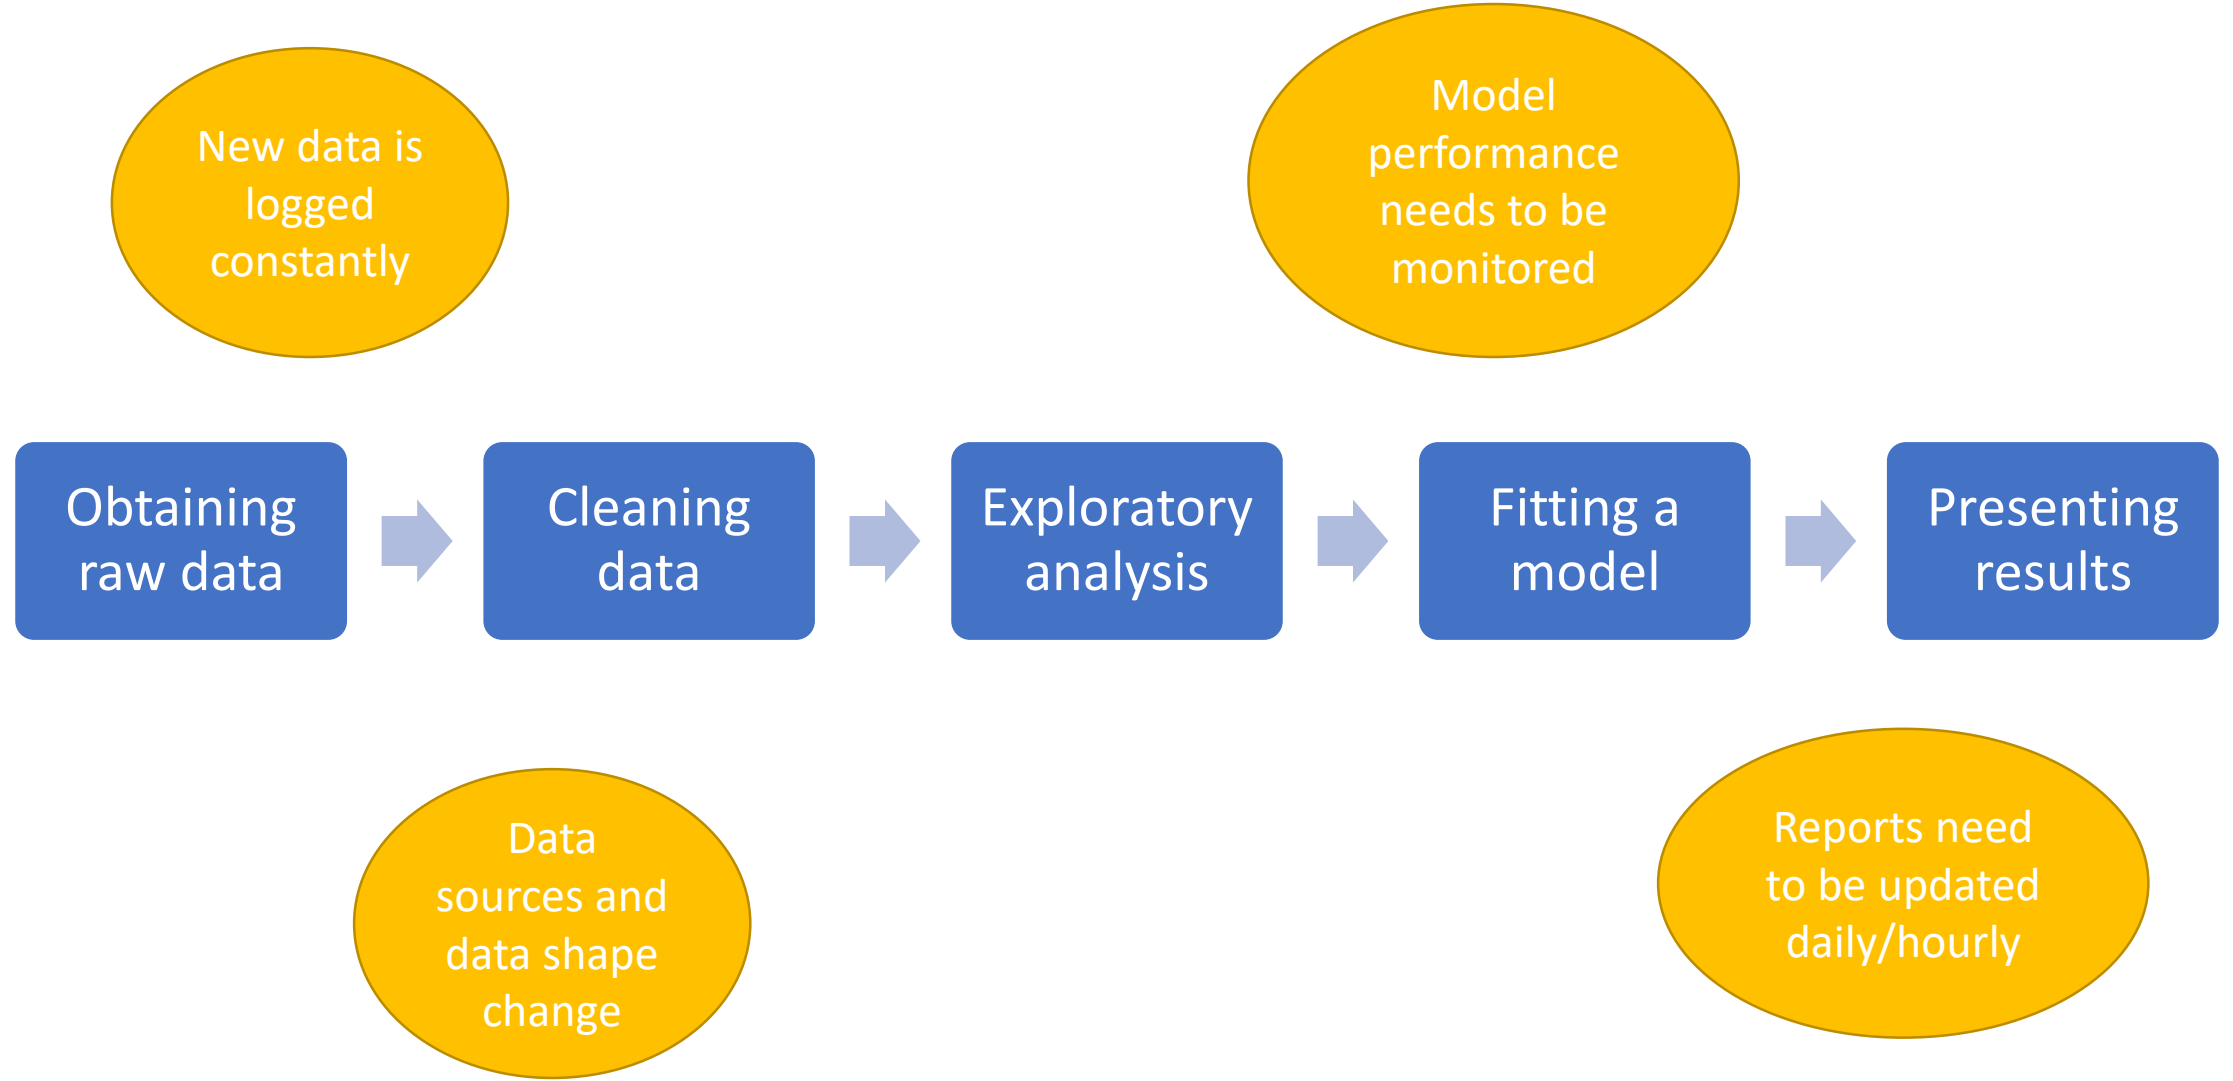 New data is
logged
constantly
Model
performance
needs to be
monitored
Obtaining
raw data
Cleaning
data
Exploratory
analysis
Fitting a
model
Presenting
results
Data
sources and
data shape
change
Reports need
to be updated
daily/hourly